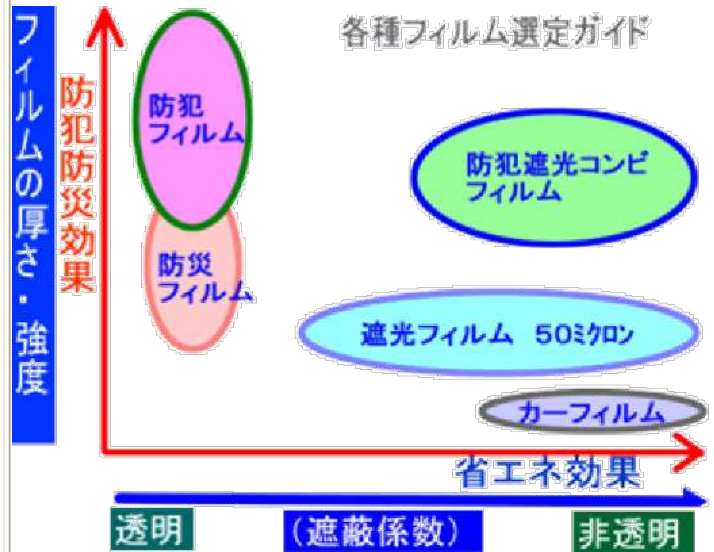 各種フィルム選定ガイド
フィルムの厚さ・強度
防犯防災効果
防犯
フィルム
防犯遮光コンビ
フィルム
防災
フィルム
遮光フィルム 50ミクロン
カーフィルム
省エネ効果
透明
(遮蔽係数)
非透明